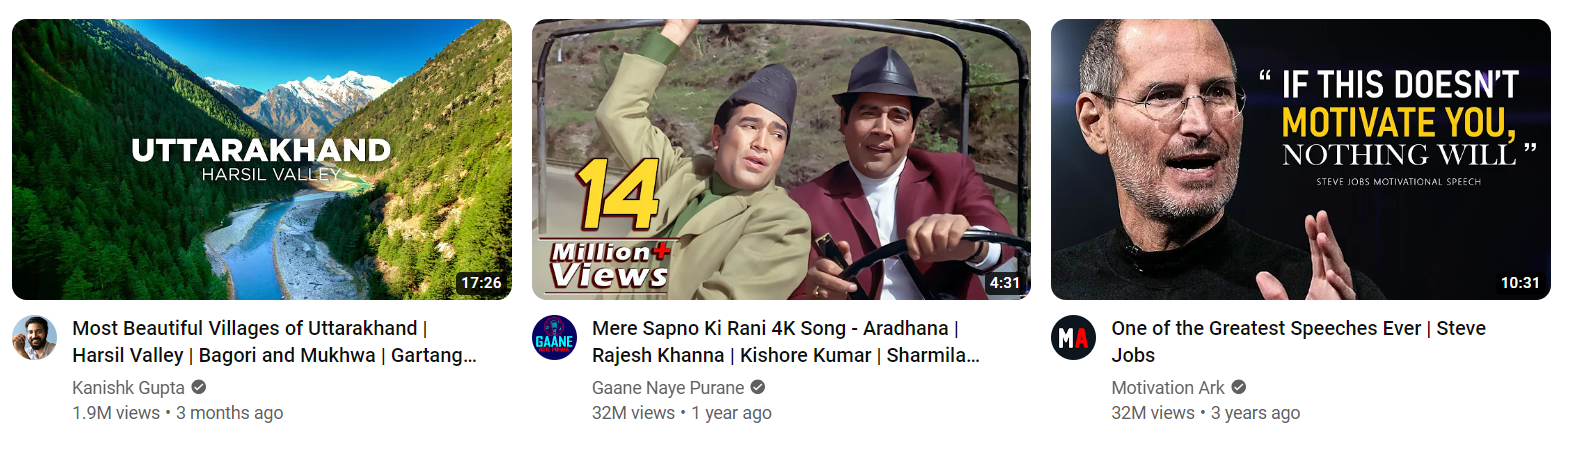 UTTARAKHAND
HARSIL VALLEY
17:26
Most Beautiful Villages of Uttarakhand |
Harsil Valley | Bagori and Mukhwa | Gartang...
Kanishk Gupta
1.9M views • 3 months ago
14
Million+
Views
4:31
GAANE
Mere Sapno Ki Rani 4K Song - Aradhana |
Rajesh Khanna | Kishore Kumar | Sharmila...
Gaane Naye Purane
32M views • 1 year ago
“ IF THIS DOESN'T
MOTIVATE YOU,
NOTHING WILL ”
STEVE JOBS MOTIVATIONAL SPEECH
10:31
MA
One of the Greatest Speeches Ever | Steve
Jobs
Motivation Ark
32M views • 3 years ago